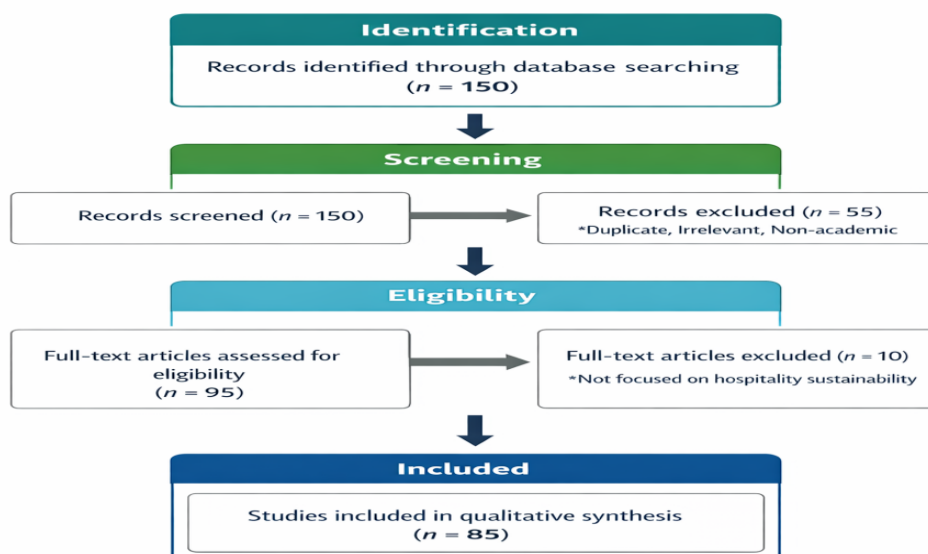 Identification
Records identified through database searching
(n = 150)
Screening
Records screened (n = 150)
Records excluded (n = 55)
*Duplicate, Irrelevant, Non-academic
Eligibility
Full-text articles assessed for
eligibility
(n = 95)
Full-text articles excluded (n = 10)
*Not focused on hospitality sustainability
Included
Studies included in qualitative synthesis
(n = 85)